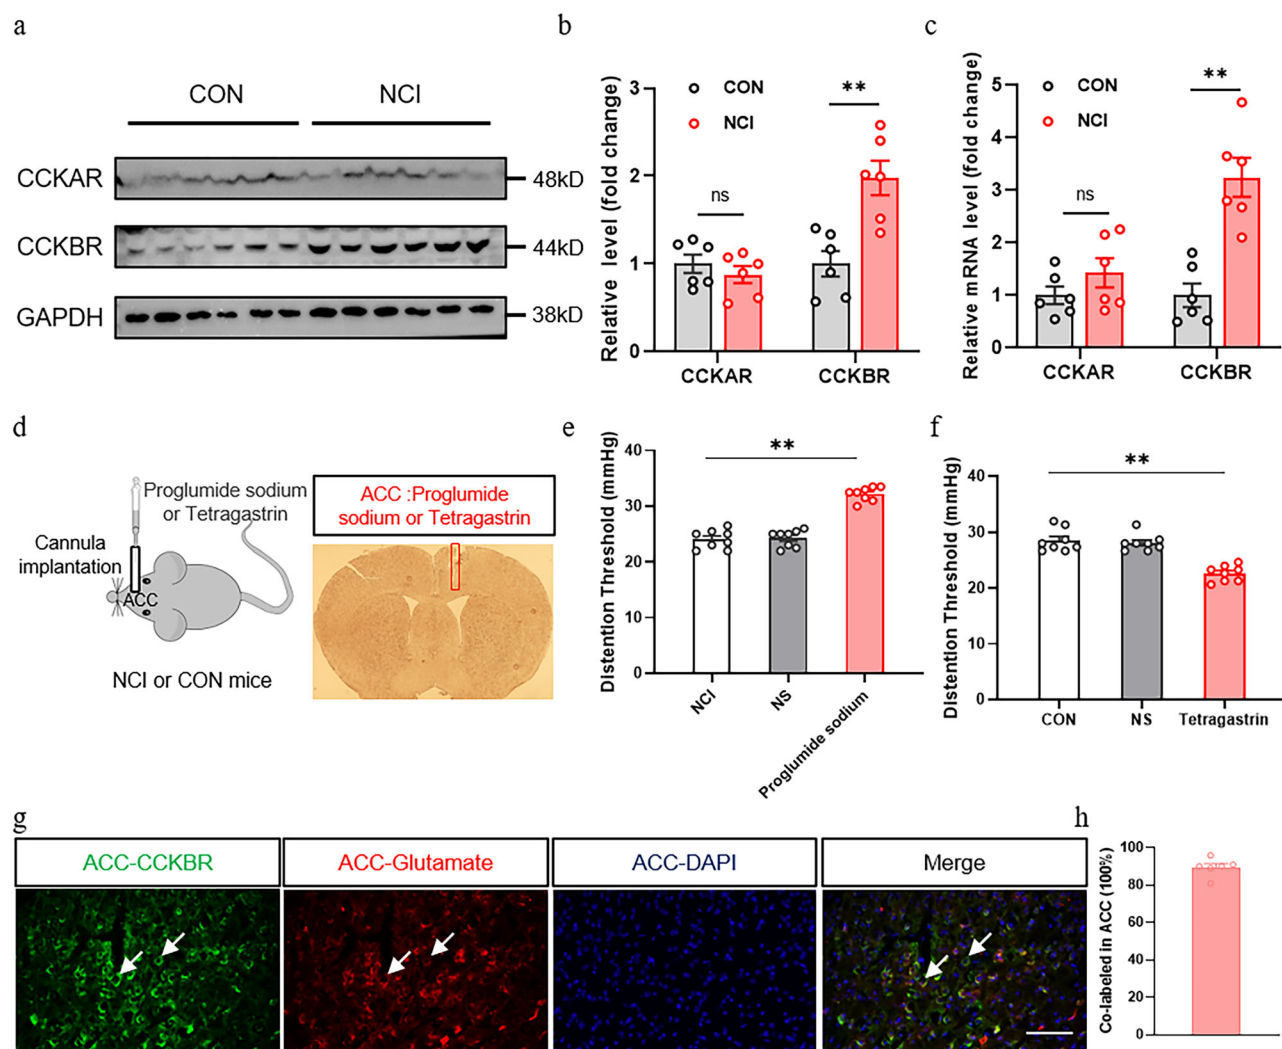 a
CON NCI
CCKAR 48kD
CCKBR 44kD
GAPDH 38kD
b
Relative level (fold change)
3
2
1
0
CON
NCI
ns
**
CCKAR CCKBR
c
Relative mRNA level (fold change)
5
4
3
2
1
0
CON
NCI
ns
**
CCKAR CCKBR
d
Proglumide sodium
or Tetragastrin
Cannula
implantation
ACC
NCI or CON mice
ACC :Proglumide
sodium or Tetragastrin
e
Distention Threshold (mmHg)
40
30
20
10
0
**
NCI NS Proglumide sodium
f
Distention Threshold (mmHg)
40
30
20
10
0
**
CON NS Tetragastrin
g
ACC-CCKBR ACC-Glutamate ACC-DAPI Merge
h
Co-labeled in ACC (100%)
100
80
60
40
20
0